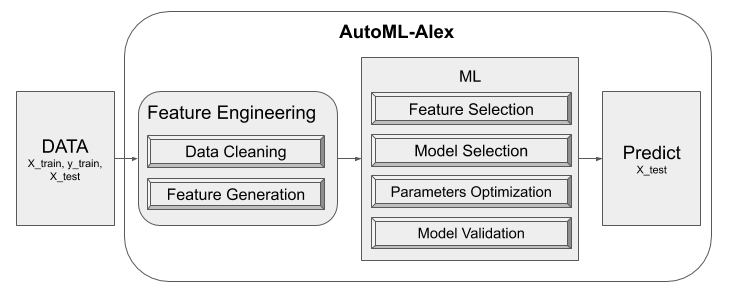 AutoML-Alex
DATA
X_train, y_train,
X_test
Feature Engineering
Data Cleaning
Feature Generation
ML
Feature Selection
Model Selection
Parameters Optimization
Model Validation
Predict
X_test